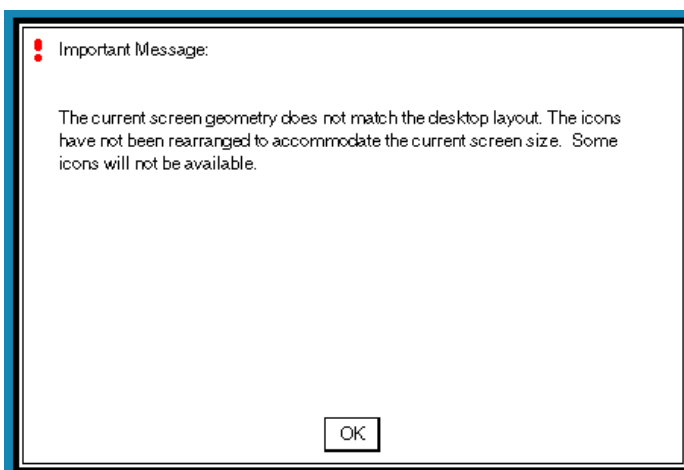 Important Message:
The current screen geometry does not match the desktop layout. The icons
have not been rearranged to accommodate the current screen size.  Some
icons will not be available.
OK